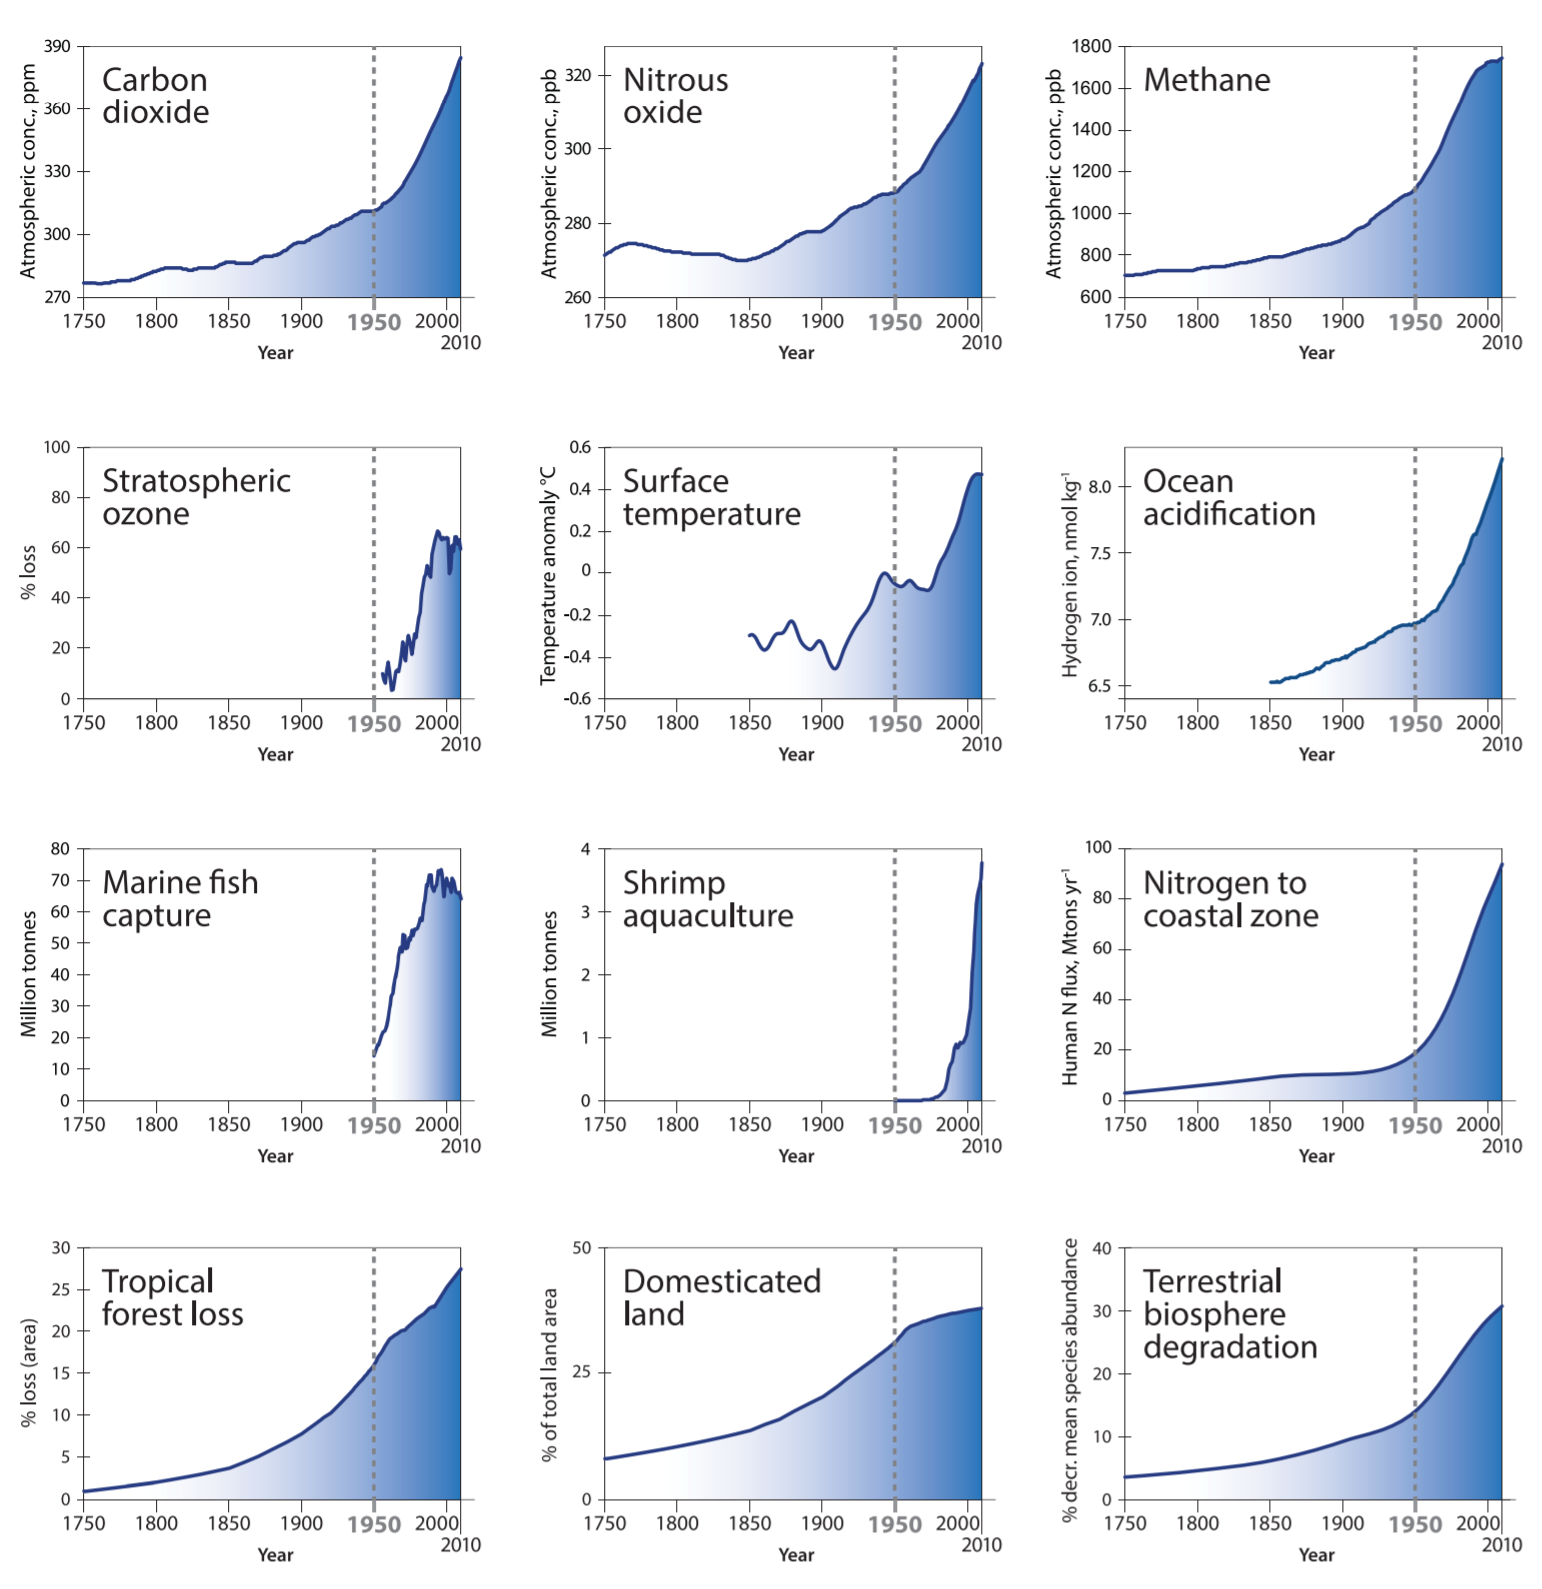 Carbon
dioxide
Atmospheric conc., ppm
390
360
330
300
270
1750 1800 1850 1900 1950 2000
2010
Year
Nitrous
oxide
Atmospheric conc., ppb
320
300
280
260
1750 1800 1850 1900 1950 2000
2010
Year
Methane
Atmospheric conc., ppb
1800
1600
1400
1200
1000
800
600
1750 1800 1850 1900 1950 2000
2010
Year
Stratospheric
ozone
% loss
100
80
60
40
20
0
1750 1800 1850 1900 1950 2000
2010
Year
Surface
temperature
Temperature anomaly °C
0.6
0.4
0.2
0
-0.2
-0.4
-0.6
1750 1800 1850 1900 1950 2000
2010
Year
Ocean
acidification
Hydrogen ion, nmol kg⁻¹
8.0
7.5
7.0
6.5
1750 1800 1850 1900 1950 2000
2010
Year
Marine fish
capture
Million tonnes
80
70
60
50
40
30
20
10
0
1750 1800 1850 1900 1950 2000
2010
Year
Shrimp
aquaculture
Million tonnes
4
3
2
1
0
1750 1800 1850 1900 1950 2000
2010
Year
Nitrogen to
coastal zone
Human N flux, Mtons yr⁻¹
100
80
60
40
20
0
1750 1800 1850 1900 1950 2000
2010
Year
Tropical
forest loss
% loss (area)
30
25
20
15
10
5
0
1750 1800 1850 1900 1950 2000
2010
Year
Domesticated
land
% of total land area
50
25
0
1750 1800 1850 1900 1950 2000
2010
Year
Terrestrial
biosphere
degradation
% decr. mean species abundance
40
30
20
10
0
1750 1800 1850 1900 1950 2000
2010
Year